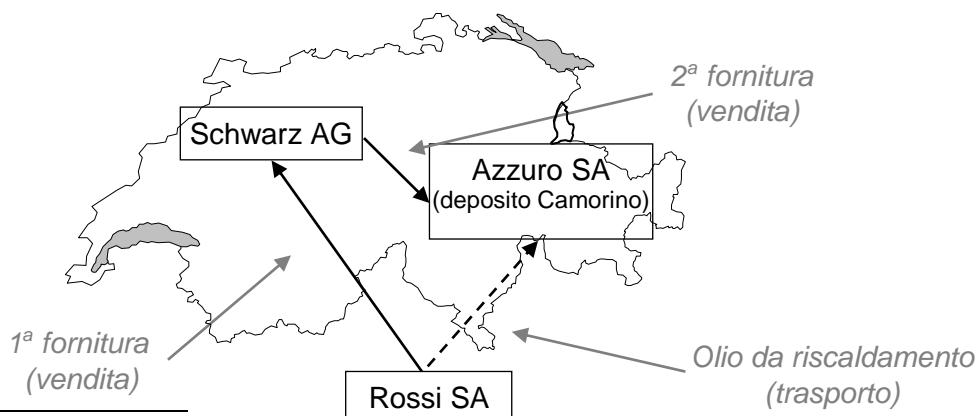 2ª fornitura
(vendita)
Schwarz AG
Azzuro SA
(deposito Camorino)
1ª fornitura
(vendita)
Olio da riscaldamento
(trasporto)
Rossi SA